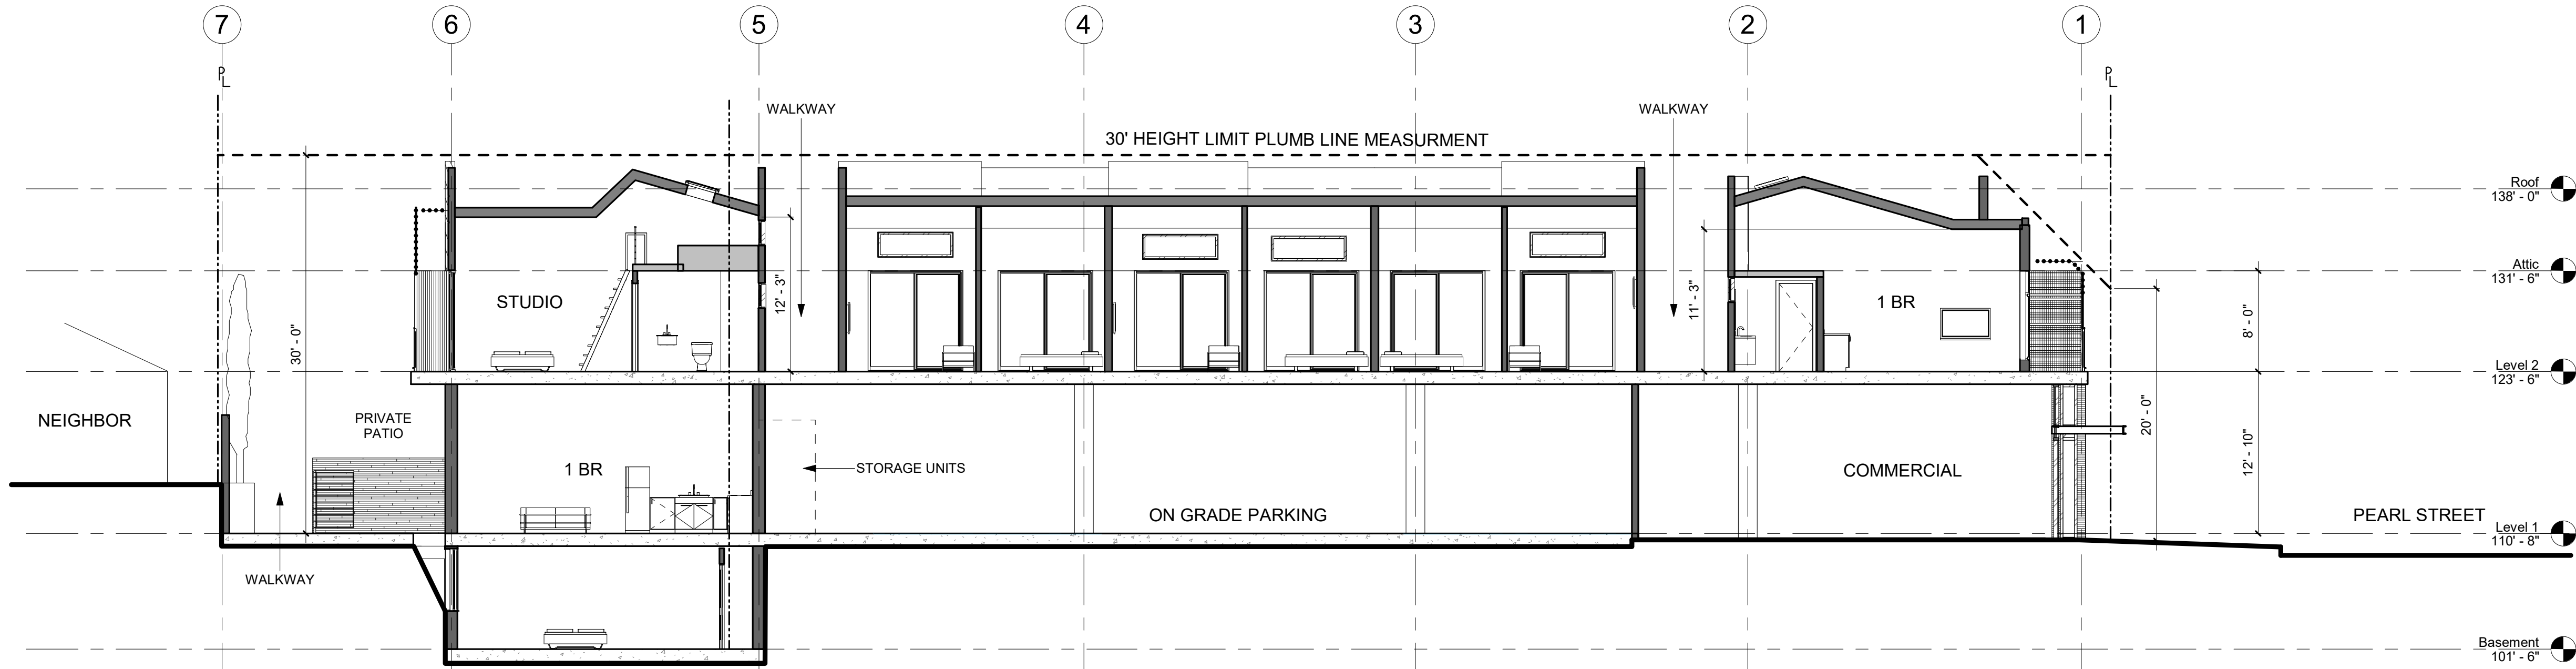 7
6
5
4
3
2
1
PL
PL
WALKWAY
WALKWAY
30' HEIGHT LIMIT PLUMB LINE MEASURMENT
Roof
138' - 0"
Attic
131' - 6"
STUDIO
12' - 3"
11' - 3"
1 BR
30' - 0"
8' - 0"
Level 2
123' - 6"
NEIGHBOR
PRIVATE
PATIO
20' - 0"
1 BR
STORAGE UNITS
COMMERCIAL
12' - 10"
ON GRADE PARKING
PEARL STREET
Level 1
110' - 8"
WALKWAY
Basement
101' - 6"